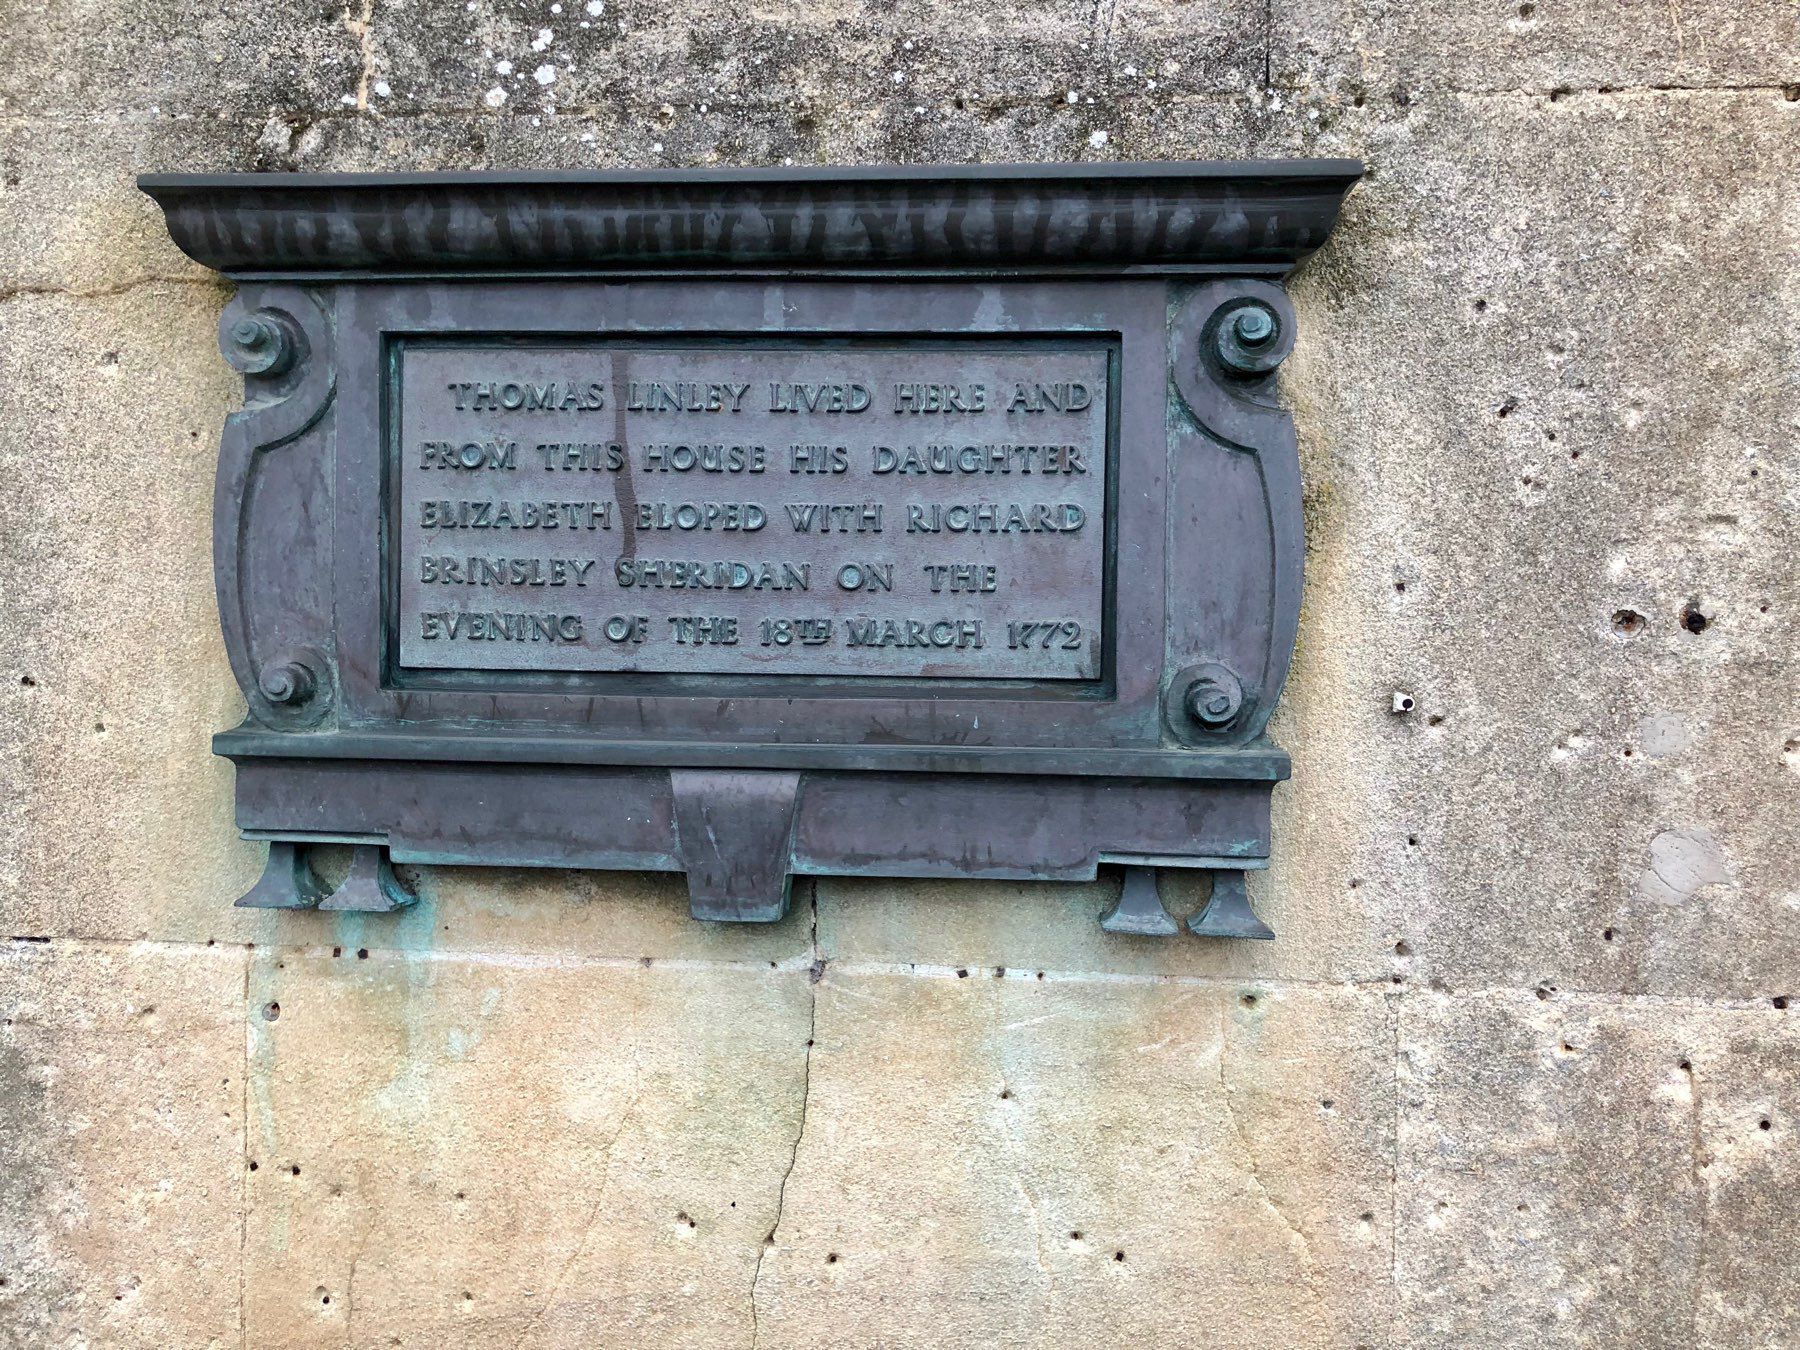 THOMAS LINLEY LIVED HERE AND
FROM THIS HOUSE HIS DAUGHTER
ELIZABETH ELOPED WITH RICHARD
BRINSLEY SHERIDAN ON THE
EVENING OF THE 18TH MARCH 1772